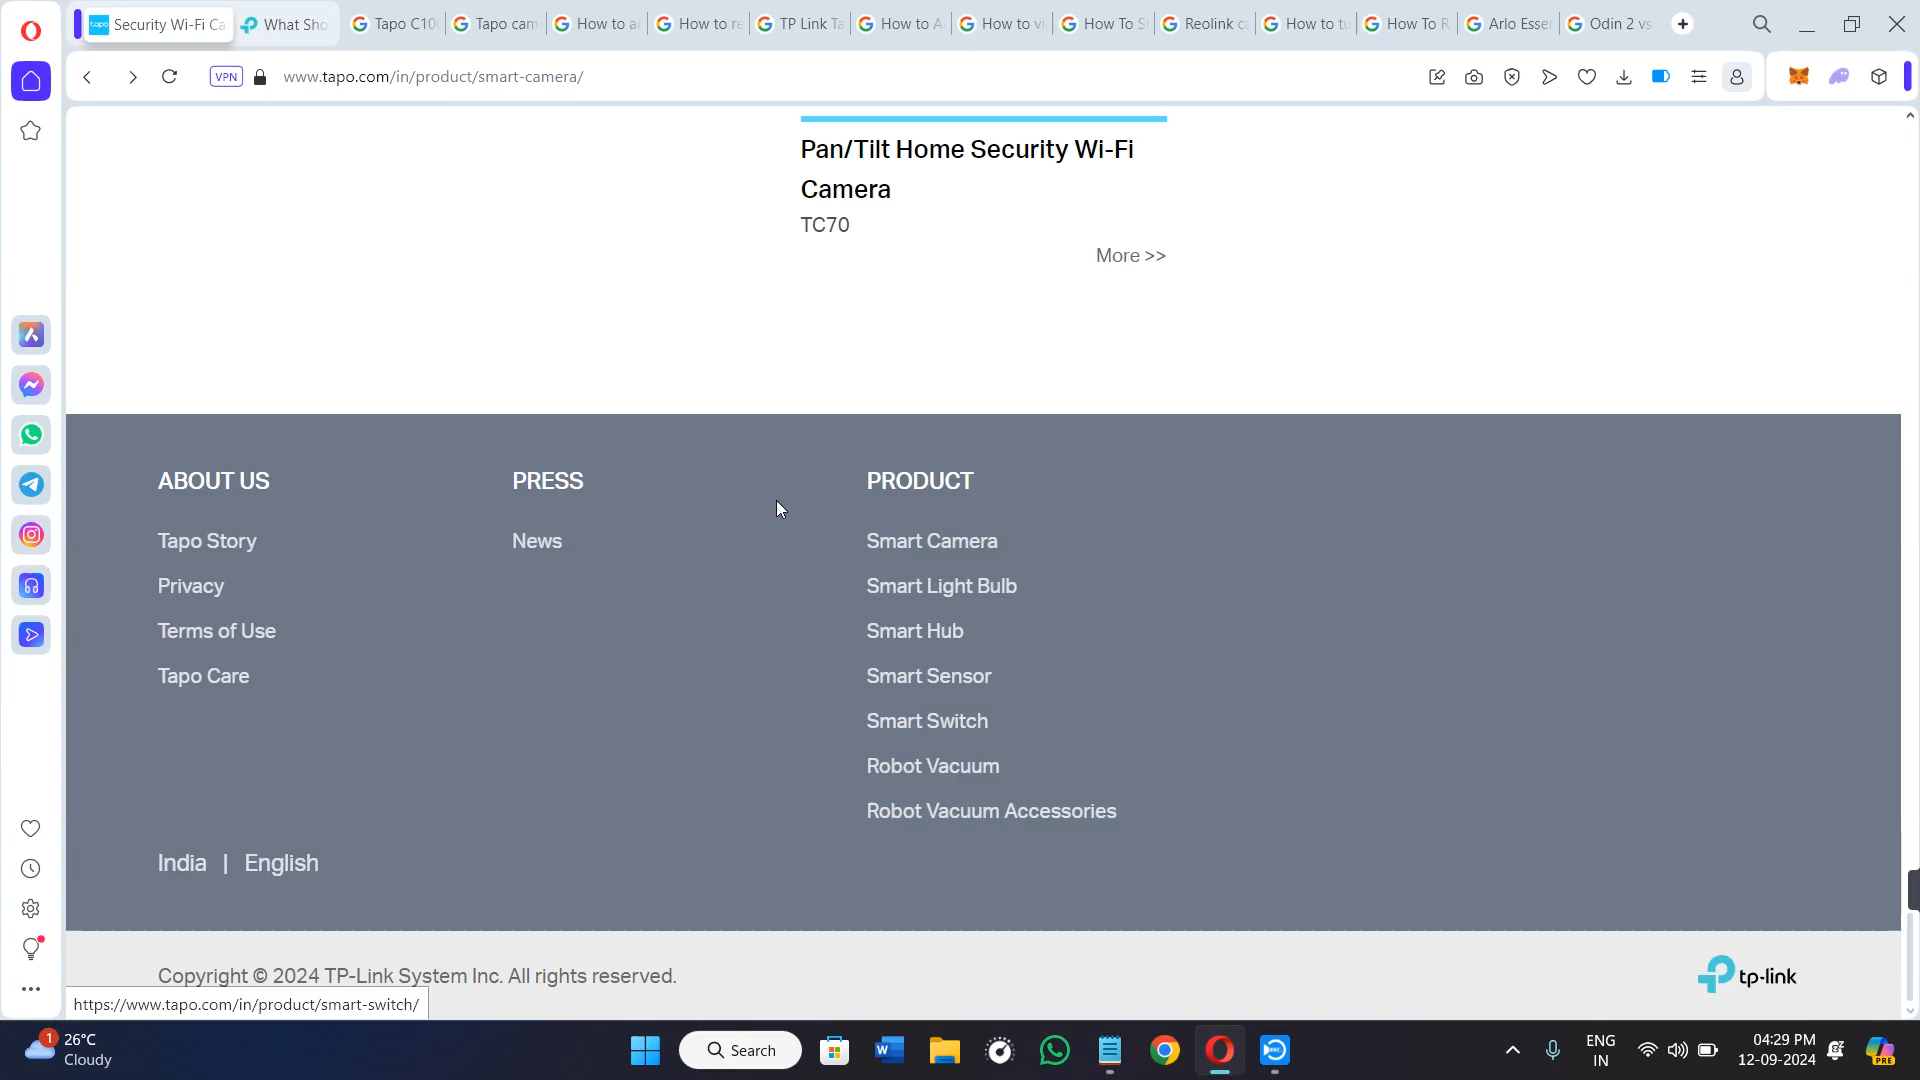 Security Wi-Fi Ca
What Sho
Tapo C10
Tapo cam
How to ac
How to re
TP Link Ta
How to A
How to vi
How To S
Reolink ca
How to tu
How To R
Arlo Essen
Odin 2 vs
VPN
www.tapo.com/in/product/smart-camera/
Pan/Tilt Home Security Wi-Fi
Camera
TC70
More >>
ABOUT US
Tapo Story
Privacy
Terms of Use
Tapo Care
PRESS
News
PRODUCT
Smart Camera
Smart Light Bulb
Smart Hub
Smart Sensor
Smart Switch
Robot Vacuum
Robot Vacuum Accessories
India | English
Copyright © 2024 TP-Link System Inc. All rights reserved.
tp-link
https://www.tapo.com/in/product/smart-switch/
1
26°C
Cloudy
Search
ENG
IN
04:29 PM
12-09-2024
PRE